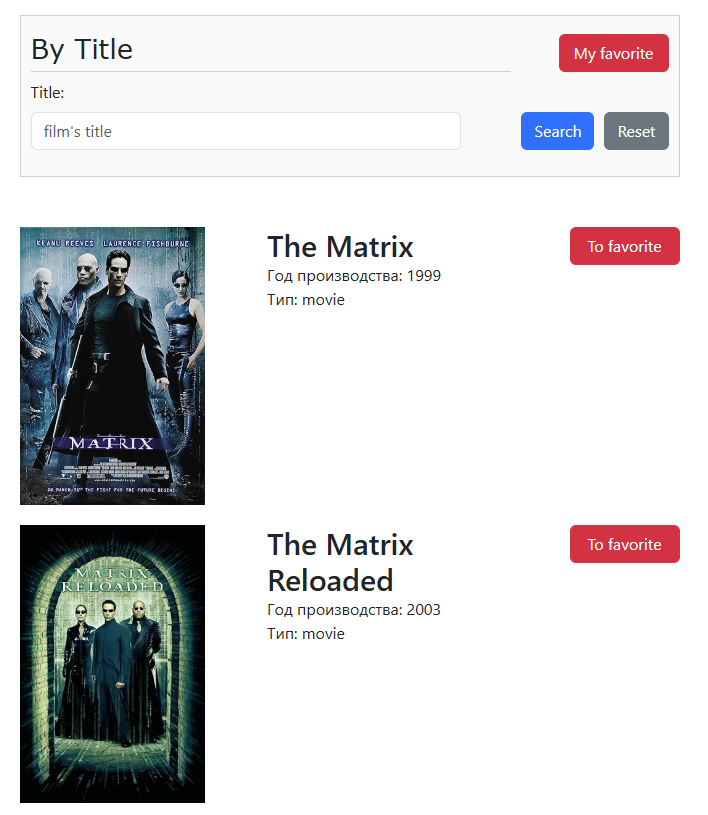 By Title
My favorite
Title:
film's title
Search
Reset
KEANU REEVES LAURENCE FISHBURNE
MATRIX
ON MARCH 31ST THE FIGHT FOR THE FUTURE BEGINS.
The Matrix
Год производства: 1999
Тип: movie
To favorite
THE
MATRIX
RELOADED
The Matrix
Reloaded
Год производства: 2003
Тип: movie
To favorite